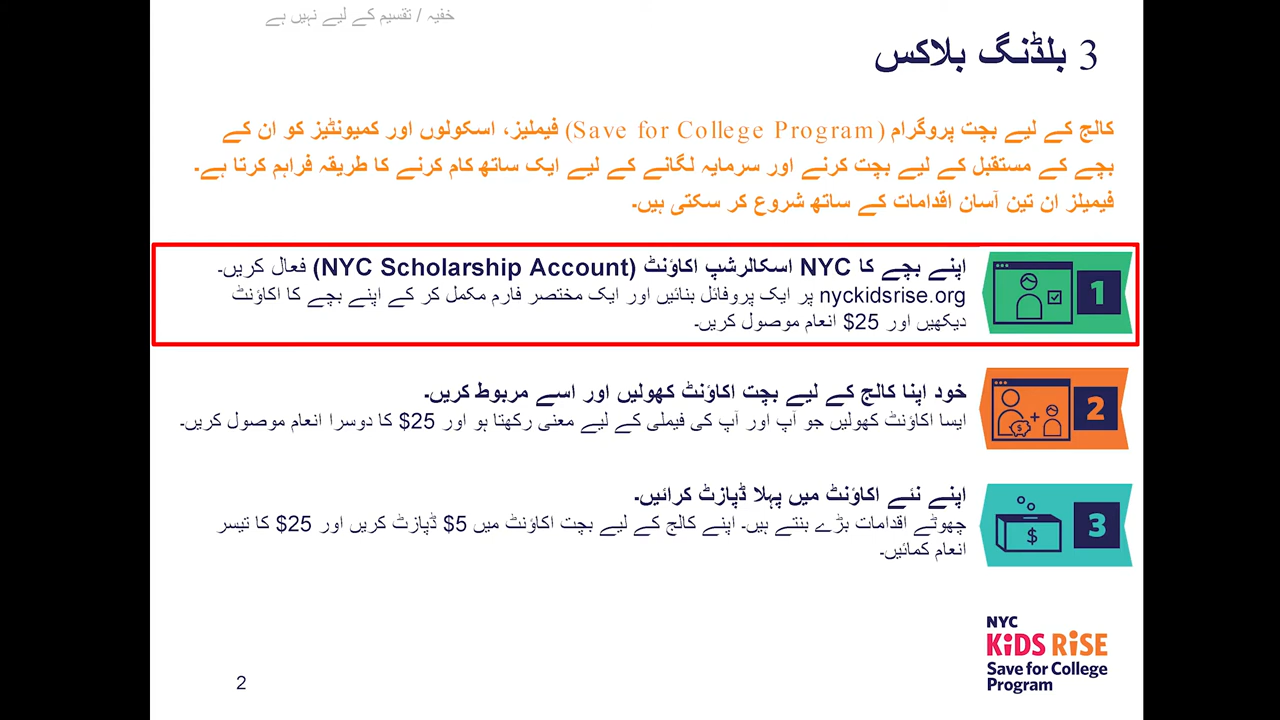 خفیہ / تقسیم کے لیے نہیں ہے
3 بلڈنگ بلاکس
کالج کے لیے بچت پروگرام (Save for College Program) فیملیز، اسکولوں اور کمیونٹیز کو ان کے
بچے کے مستقبل کے لیے بچت کرنے اور سرمایہ لگانے کے لیے ایک ساتھ کام کرنے کا طریقہ فراہم کرتا ہے۔
فیمیلز ان تین آسان اقدامات کے ساتھ شروع کر سکتی ہیں۔
1
اپنے بچے کا NYC اسکالرشپ اکاؤنٹ (NYC Scholarship Account) فعال کریں۔
nyckidsrise.org پر ایک پروفائل بنائیں اور ایک مختصر فارم مکمل کر کے اپنے بچے کا اکاؤنٹ
دیکھیں اور 25$ انعام موصول کریں۔
2
خود اپنا کالج کے لیے بچت اکاؤنٹ کھولیں اور اسے مربوط کریں۔
ایسا اکاؤنٹ کھولیں جو آپ اور آپ کی فیملی کے لیے معنی رکھتا ہو اور 25$ کا دوسرا انعام موصول کریں۔
3
$
اپنے نئے اکاؤنٹ میں پہلا ڈپازٹ کرائیں۔
چھوٹے اقدامات بڑے بنتے ہیں۔ اپنے کالج کے لیے بچت اکاؤنٹ میں 5$ ڈپازٹ کریں اور 25$ کا تیسر
انعام کمائیں۔
NYC
KiDS RiSE
Save for College
Program
2